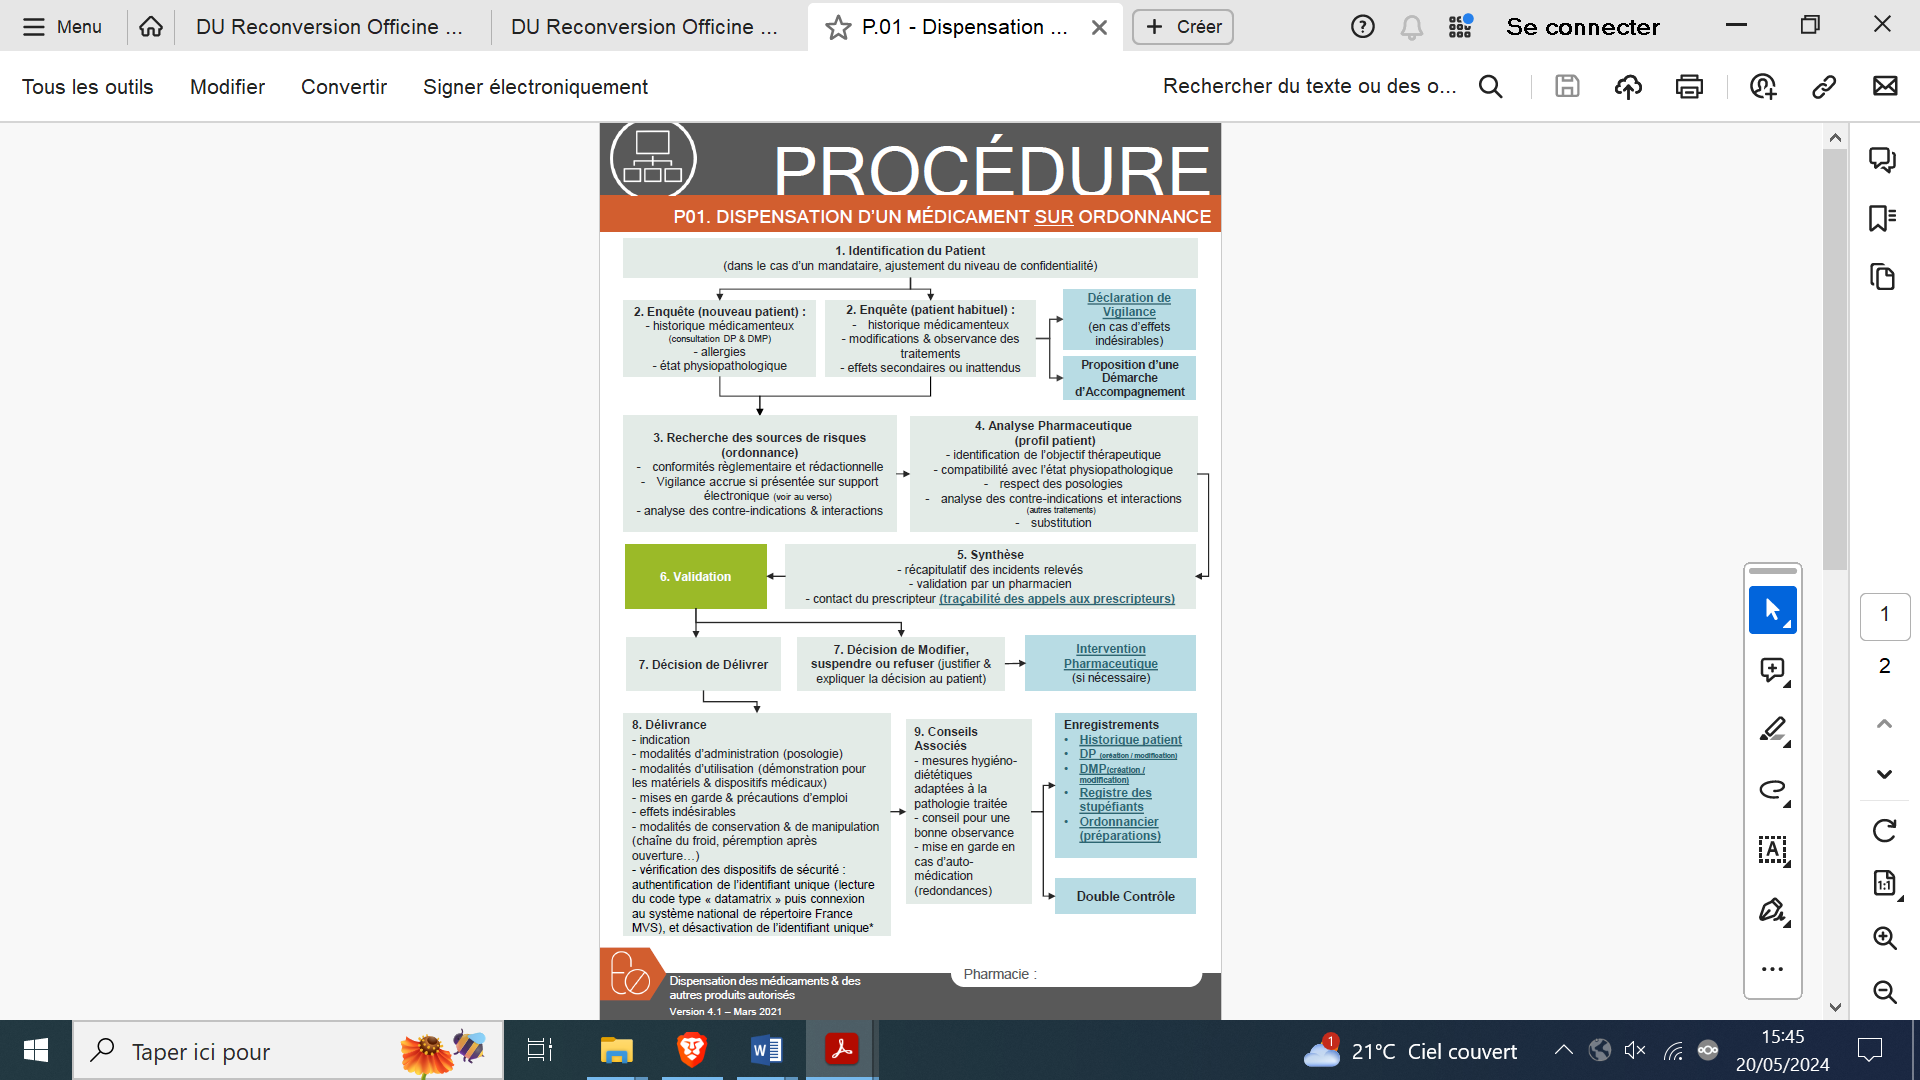 Menu
DU Reconversion Officine ...
DU Reconversion Officine ...
P.01 - Dispensation ...
Créer
Se connecter
Tous les outils
Modifier
Convertir
Signer électroniquement
Rechercher du texte ou des o...
PROCÉDURE
P01. DISPENSATION D'UN MÉDICAMENT SUR ORDONNANCE
1. Identification du Patient
(dans le cas d'un mandataire, ajustement du niveau de confidentialité)
2. Enquête (nouveau patient) :
- historique médicamenteux
(consultation DP & DMP)
- allergies
- état physiopathologique
2. Enquête (patient habituel) :
- historique médicamenteux
- modifications & observance des
traitements
- effets secondaires ou inattendus
Déclaration de
Vigilance
(en cas d'effets
indésirables)
Proposition d'une
Démarche
d'Accompagnement
3. Recherche des sources de risques
(ordonnance)
- conformités règlementaire et rédactionnelle
- Vigilance accrue si présentée sur support
électronique (voir au verso)
- analyse des contre-indications & interactions
4. Analyse Pharmaceutique
(profil patient)
- identification de l'objectif thérapeutique
- compatibilité avec l'état physiopathologique
- respect des posologies
- analyse des contre-indications et interactions
(autres traitements)
- substitution
5. Synthèse
- récapitulatif des incidents relevés
- validation par un pharmacien
- contact du prescripteur (traçabilité des appels aux prescripteurs)
6. Validation
7. Décision de Délivrer
7. Décision de Modifier,
suspendre ou refuser (justifier &
expliquer la décision au patient)
Intervention
Pharmaceutique
(si nécessaire)
8. Délivrance
- indication
- modalités d'administration (posologie)
- modalités d'utilisation (démonstration pour
les matériels & dispositifs médicaux)
- mises en garde & précautions d'emploi
- effets indésirables
- modalités de conservation & de manipulation
(chaîne du froid, péremption après
ouverture…)
- vérification des dispositifs de sécurité :
authentification de l'identifiant unique (lecture
du code type « datamatrix » puis connexion
au système national de répertoire France
MVS), et désactivation de l'identifiant unique*
9. Conseils
Associés
- mesures hygiéno-
diététiques
adaptées à la
pathologie traitée
- conseil pour une
bonne observance
- mise en garde en
cas d'auto-
médication
(redondances)
Enregistrements
• Historique patient
• DP (création / modification)
• DMP(création /
modification)
• Registre des
stupéfiants
• Ordonnancier
(préparations)
Double Contrôle
Dispensation des médicaments & des
autres produits autorisés
Version 4.1 – Mars 2021
Pharmacie :
1
2
1:1
A
Taper ici pour
1
21°C Ciel couvert
15:45
20/05/2024